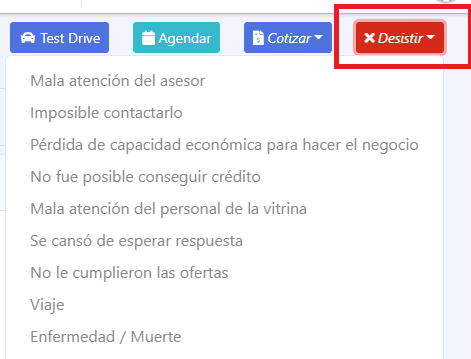 Test Drive
Agendar
Cotizar
Desistir
Mala atención del asesor
Imposible contactarlo
Pérdida de capacidad económica para hacer el negocio
No fue posible conseguir crédito
Mala atención del personal de la vitrina
Se cansó de esperar respuesta
No le cumplieron las ofertas
Viaje
Enfermedad / Muerte